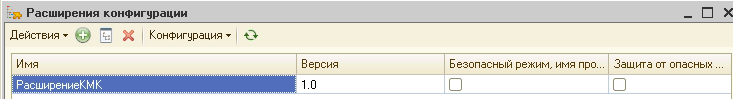 Расширения конфигурации
Действия Конфигурация
Имя Версия Безопасный режим, имя про... Защита от опасных ...
РасширениеКМК 1.0